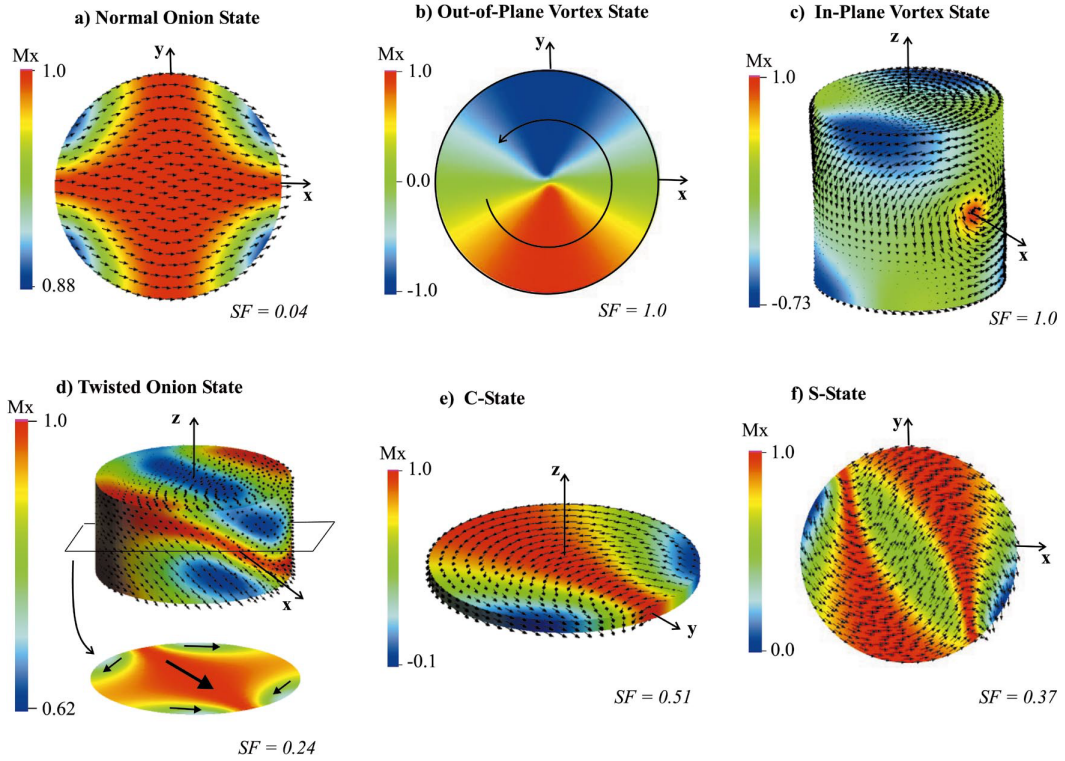 a) Normal Onion State
Mx
1.0
0.88
y
x
SF = 0.04
b) Out-of-Plane Vortex State
Mx
1.0
0.0
-1.0
y
x
SF = 1.0
c) In-Plane Vortex State
Mx
1.0
-0.73
z
x
SF = 1.0
d) Twisted Onion State
Mx
1.0
0.62
z
x
SF = 0.24
e) C-State
Mx
1.0
-0.1
z
y
SF = 0.51
f) S-State
Mx
1.0
0.0
y
x
SF = 0.37